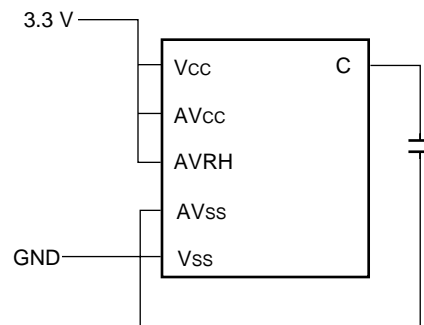 3.3 V
Vcc C
AVcc
AVRH
AVss
GND Vss